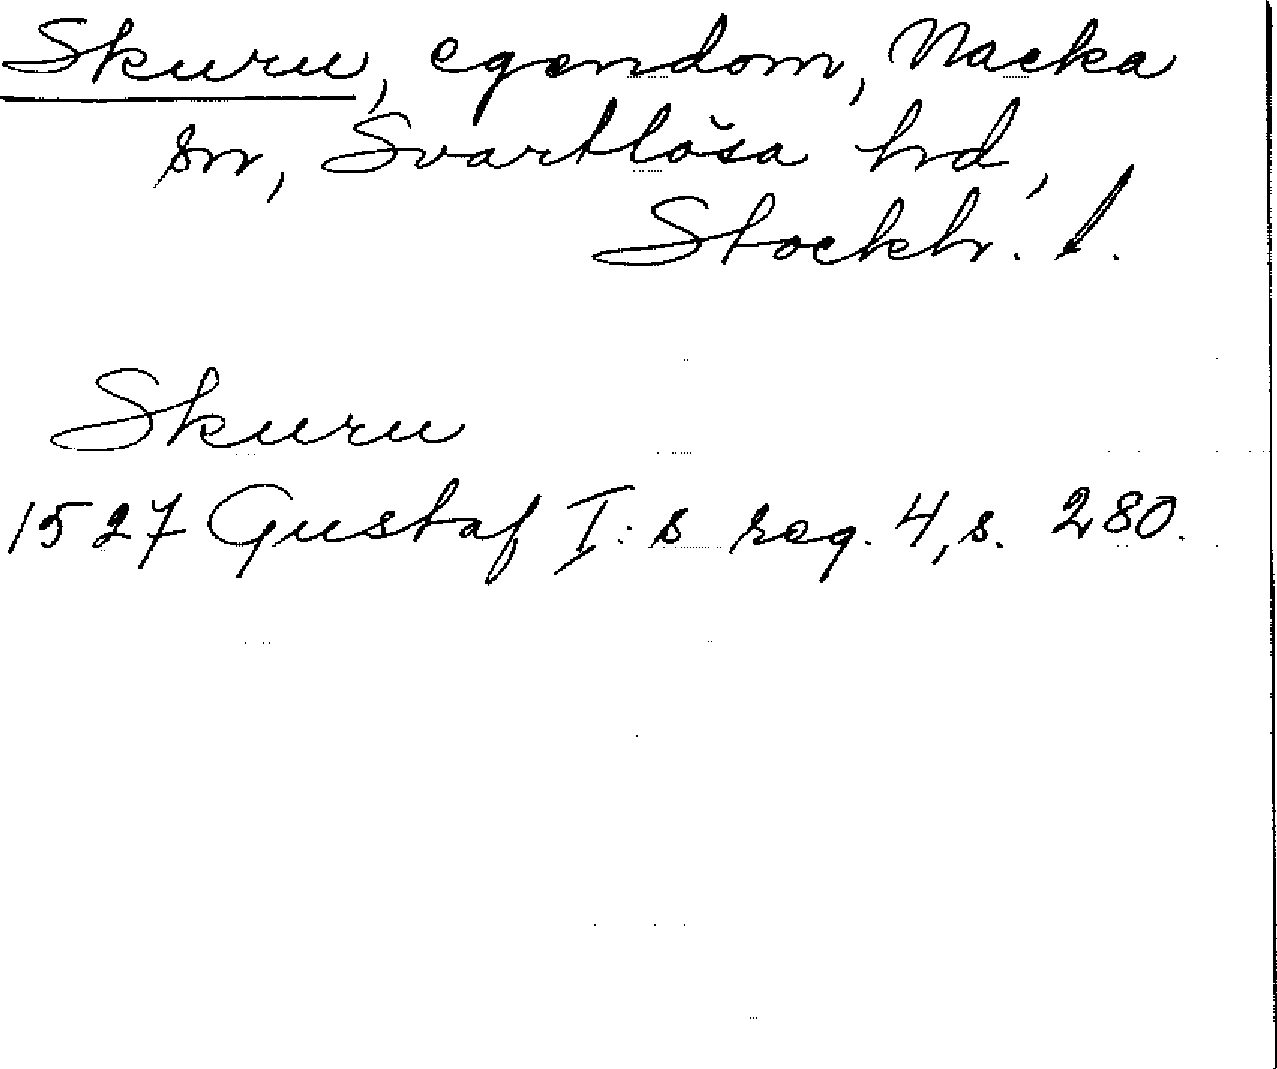 Skuru, egendom, Nacka
sn, Svartlösa hd,
Stockh. l.
Skuru
1527 Gustaf I:s reg. 4, s. 280.